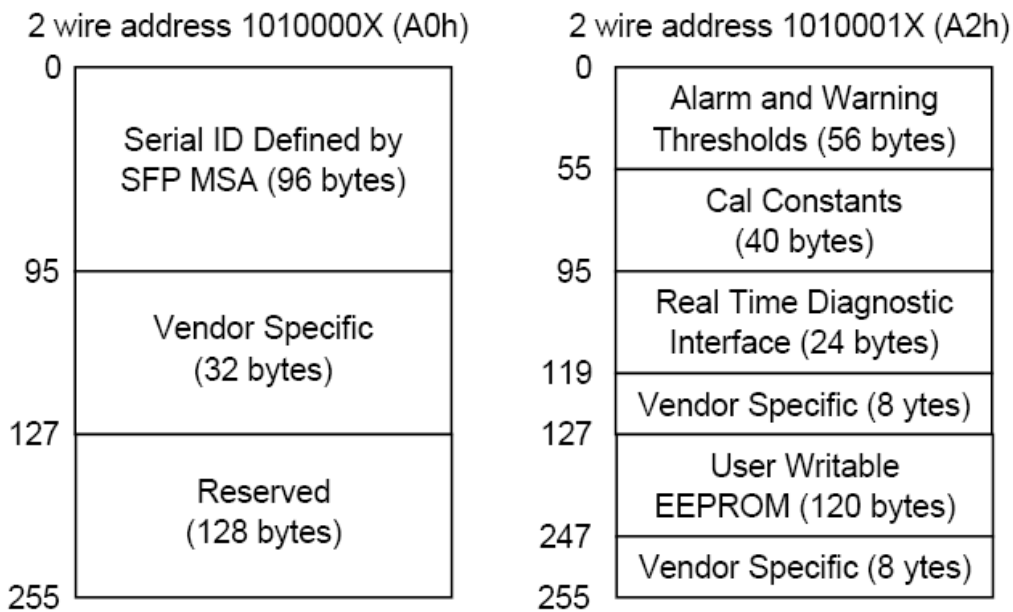 2 wire address 1010000X (A0h)
0
Serial ID Defined by
SFP MSA (96 bytes)
95
Vendor Specific
(32 bytes)
127
Reserved
(128 bytes)
255
2 wire address 1010001X (A2h)
0
Alarm and Warning
Thresholds (56 bytes)
55
Cal Constants
(40 bytes)
95
Real Time Diagnostic
Interface (24 bytes)
119
Vendor Specific (8 ytes)
127
User Writable
EEPROM (120 bytes)
247
Vendor Specific (8 ytes)
255